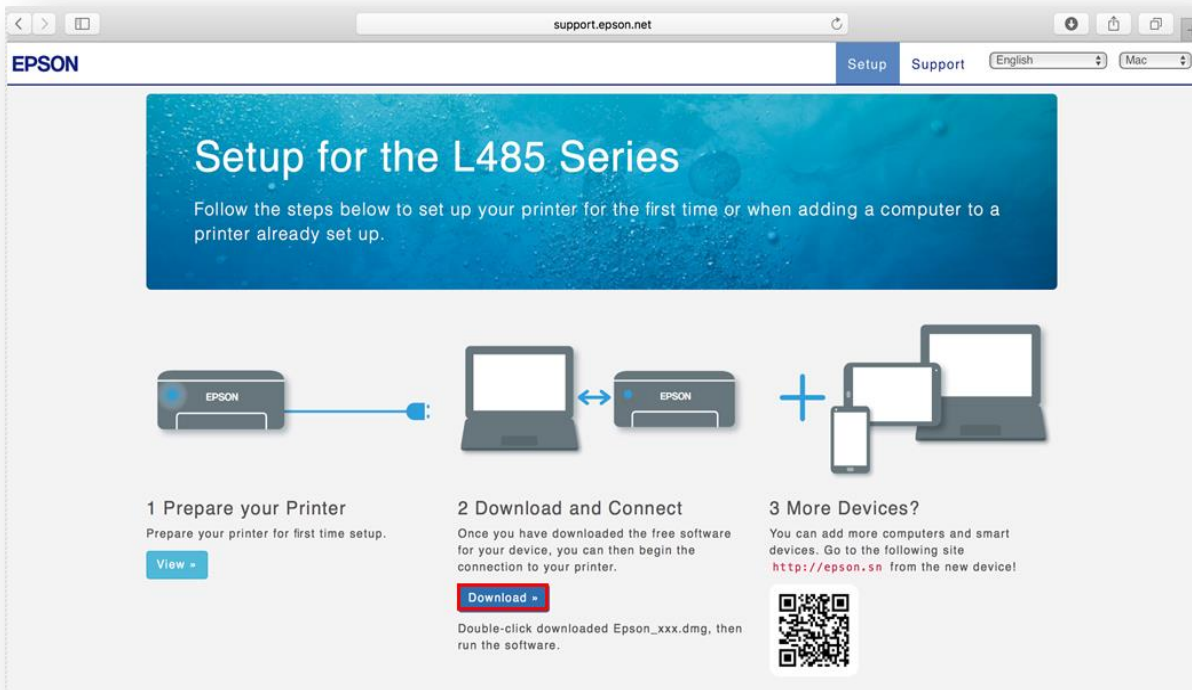 support.epson.net
EPSON
Setup
Support
English
Mac
Setup for the L485 Series
Follow the steps below to set up your printer for the first time or when adding a computer to a
printer already set up.
EPSON
EPSON
1 Prepare your Printer
Prepare your printer for first time setup.
View »
2 Download and Connect
Once you have downloaded the free software
for your device, you can then begin the
connection to your printer.
Download »
Double-click downloaded Epson_xxx.dmg, then
run the software.
3 More Devices?
You can add more computers and smart
devices. Go to the following site
http://epson.sn from the new device!